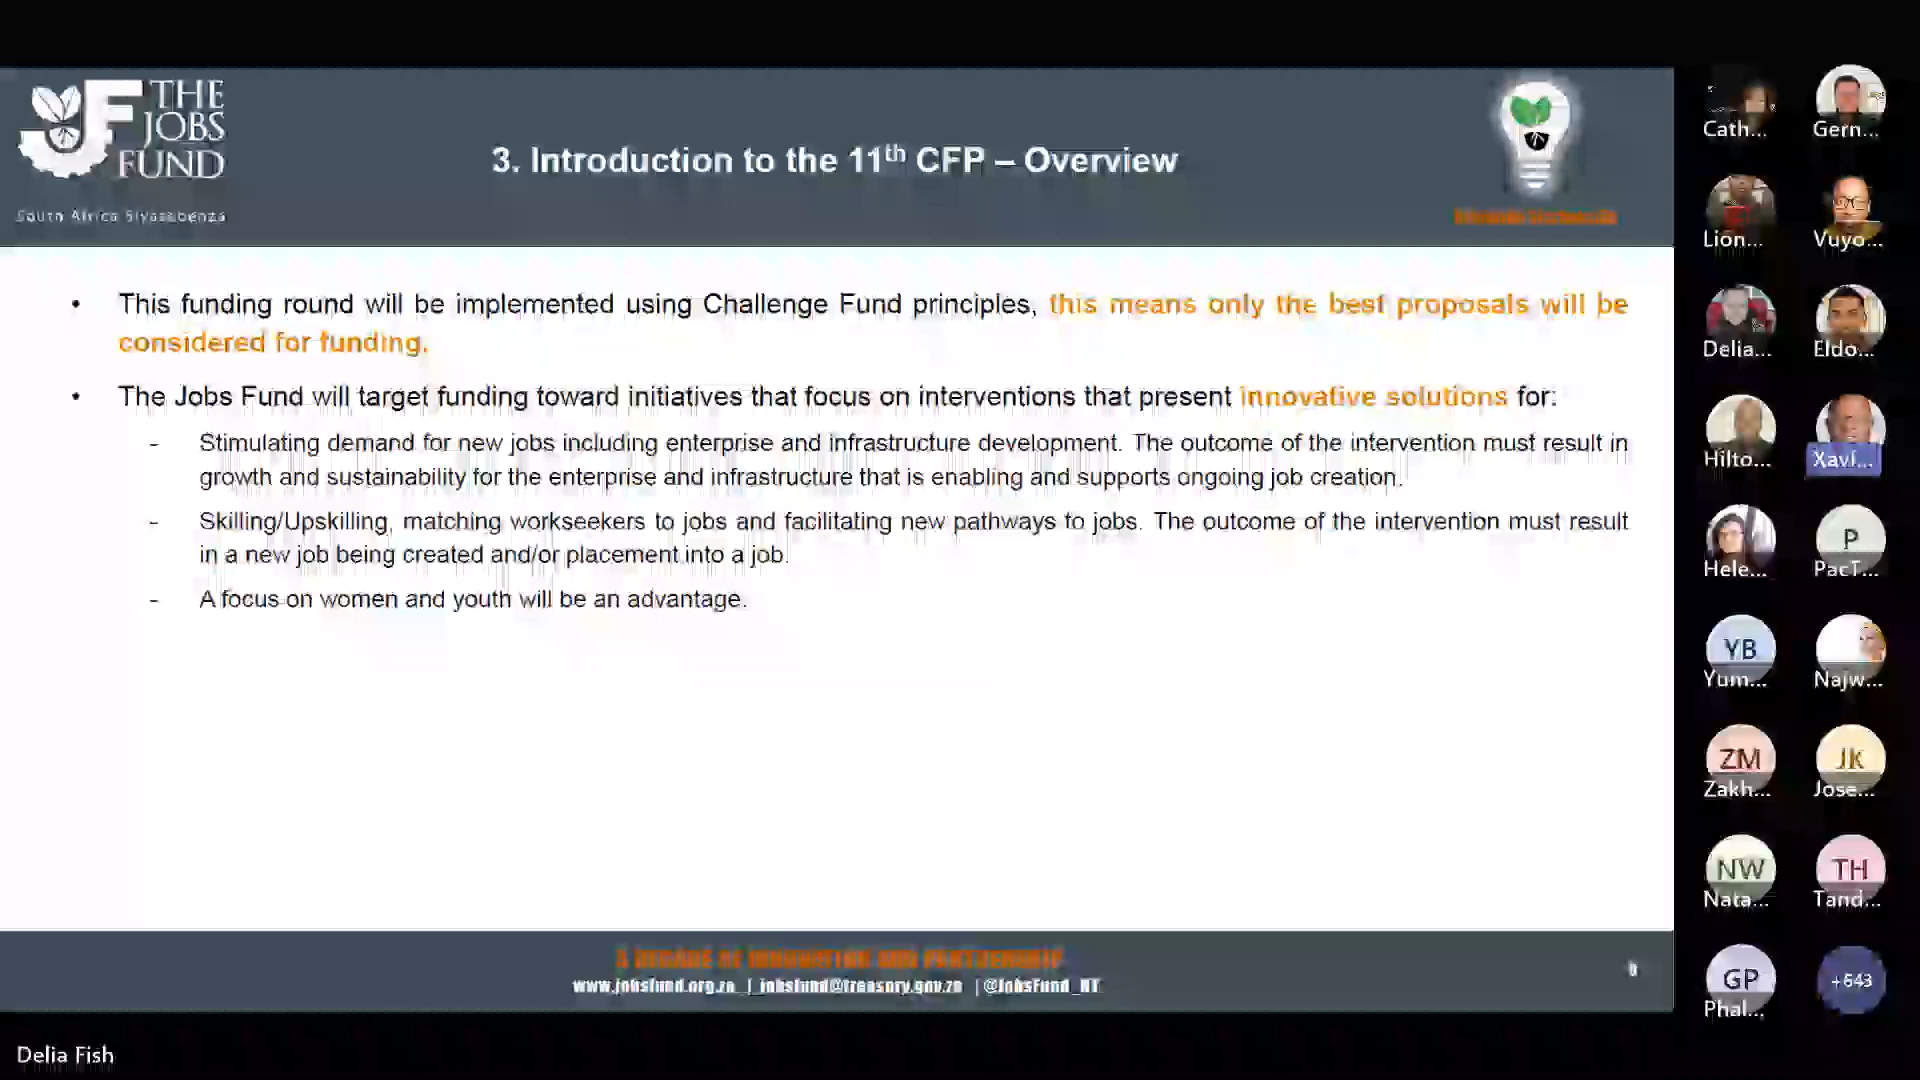 THE
JOBS
FUND
South Africa Siyasebenza
3. Introduction to the 11th CFP – Overview
• This funding round will be implemented using Challenge Fund principles, this means only the best proposals will be
considered for funding.
• The Jobs Fund will target funding toward initiatives that focus on interventions that present innovative solutions for:
- Stimulating demand for new jobs including enterprise and infrastructure development. The outcome of the intervention must result in
growth and sustainability for the enterprise and infrastructure that is enabling and supports ongoing job creation.
- Skilling/Upskilling, matching workseekers to jobs and facilitating new pathways to jobs. The outcome of the intervention must result
in a new job being created and/or placement into a job.
- A focus on women and youth will be an advantage.
A DECADE OF INNOVATION AND PARTNERSHIP
www.jobsfund.org.za | jobsfund@treasury.gov.za | @JobsFund_NT
Cath... Gern...
Lion... Vuyo...
Delia... Eldo...
Hilto... Xavi...
Hele... P PacT...
YB Yum... Najw...
ZM Zakh... JK Jose...
NW Nata... TH Tand...
GP Phal... +643
Delia Fish